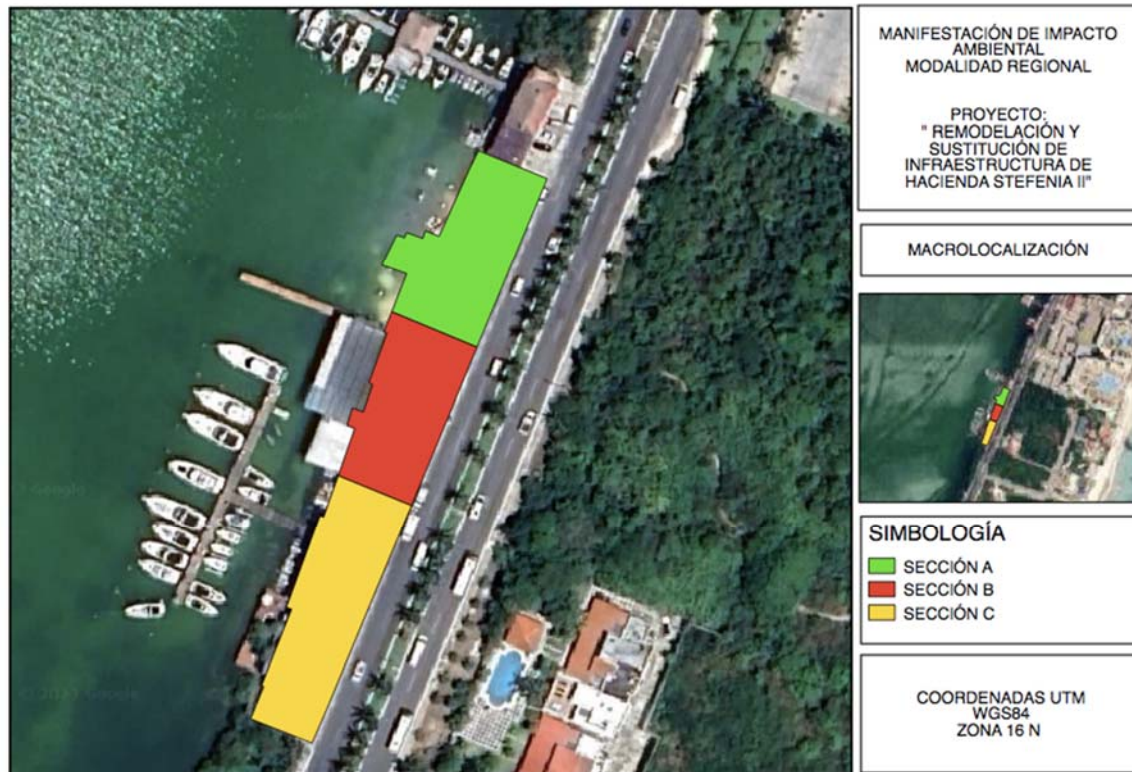 MANIFESTACIÓN DE IMPACTO
AMBIENTAL
MODALIDAD REGIONAL
PROYECTO:
" REMODELACIÓN Y
SUSTITUCIÓN DE
INFRAESTRUCTURA DE
HACIENDA STEFENIA II"
MACROLOCALIZACIÓN
SIMBOLOGÍA
SECCIÓN A
SECCIÓN B
SECCIÓN C
COORDENADAS UTM
WGS84
ZONA 16 N